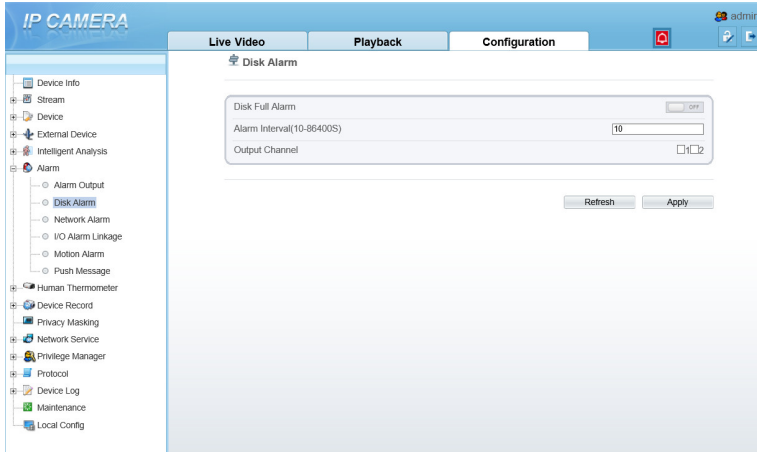 IP CAMERA
admin
Live Video
Playback
Configuration
Disk Alarm
Device Info
Stream
Device
External Device
Intelligent Analysis
Alarm
Alarm Output
Disk Alarm
Network Alarm
I/O Alarm Linkage
Motion Alarm
Push Message
Human Thermometer
Device Record
Privacy Masking
Network Service
Privilege Manager
Protocol
Device Log
Maintenance
Local Config
Disk Full Alarm
OFF
Alarm Interval(10-86400S)
10
Output Channel
1 2
Refresh
Apply